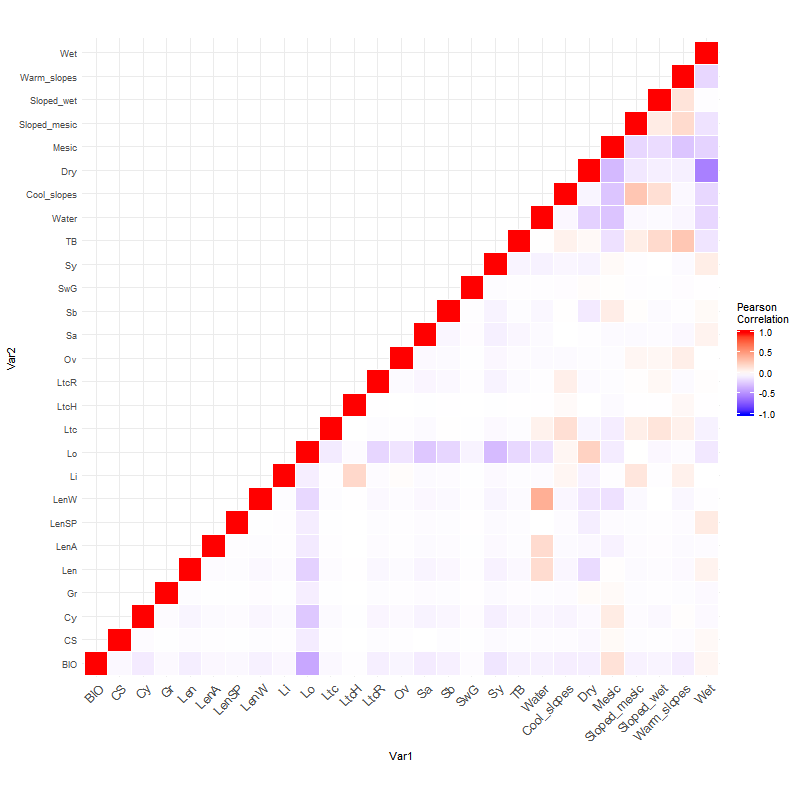 Wet
Warm_slopes
Sloped_wet
Sloped_mesic
Mesic
Dry
Cool_slopes
Water
TB
Sy
SwG
Sb
Sa
Ov
LtcR
LtcH
Ltc
Lo
Li
LenW
LenSP
LenA
Len
Gr
Cy
CS
BIO
Var2
BIO
CS
Cy
Gr
Len
LenA
LenSP
LenW
Li
Lo
Ltc
LtcH
LtcR
Ov
Sa
Sb
SwG
Sy
TB
Water
Cool_slopes
Dry
Mesic
Sloped_mesic
Sloped_wet
Warm_slopes
Wet
Var1
Pearson
Correlation
1.0
0.5
0.0
-0.5
-1.0